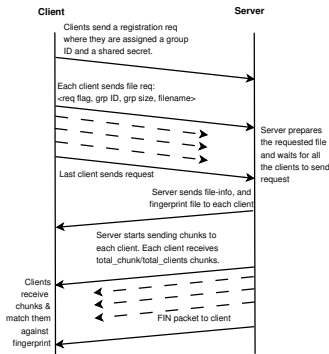 Client
Server
Clients send a registration req
where they are assigned a group
ID and a shared secret.
Each client sends file req:
<req flag, grp ID, grp size, filename>
Server prepares
the requested file
and waits for all
the clients to send
request
Last client sends request
Server sends file-info, and
fingerprint file to each client
Server starts sending chunks to
each client. Each client receives
total_chunk/total_clients chunks.
Clients
receive
chunks &
match them
against
fingerprint
FIN packet to client